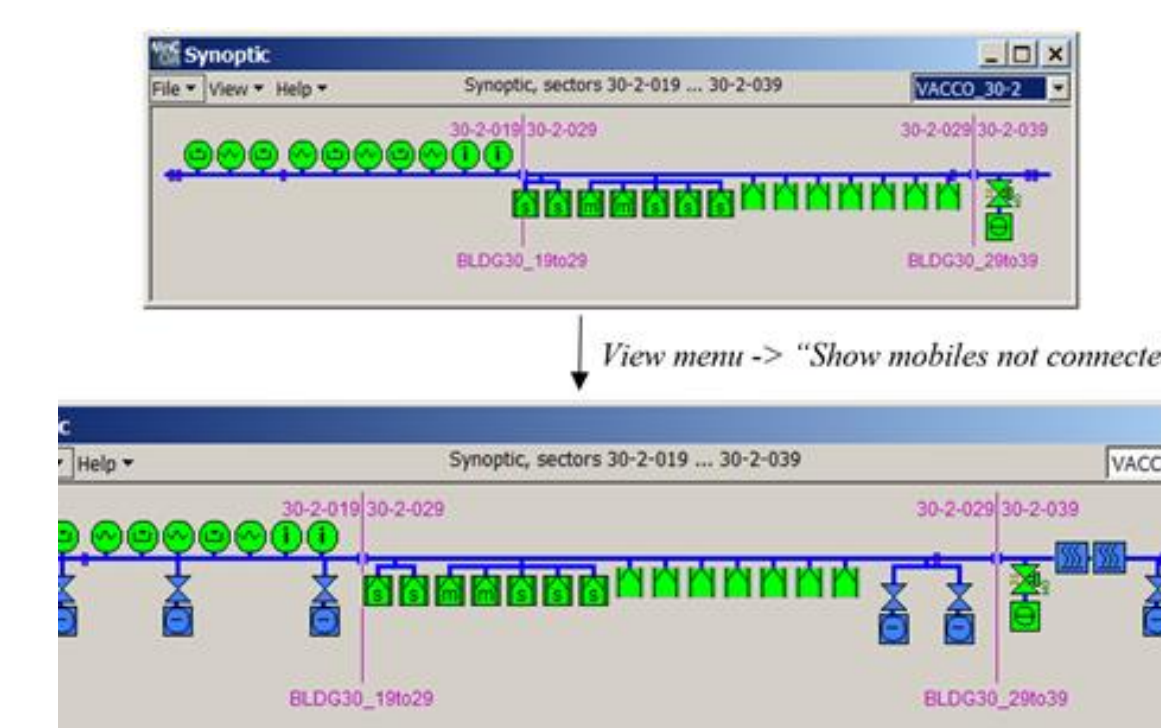 Synoptic
File View Help Synoptic, sectors 30-2-019 ... 30-2-039 VACCO_30-2
30-2-019 30-2-029 30-2-029 30-2-039
i i
s s m m s s s
BLDG30_19to29 BLDG30_29to39
View menu -> “Show mobiles not connecte
c
Help Synoptic, sectors 30-2-019 ... 30-2-039 VACC
30-2-019 30-2-029 30-2-029 30-2-039
i i
s s m m s s s
BLDG30_19to29 BLDG30_29to39